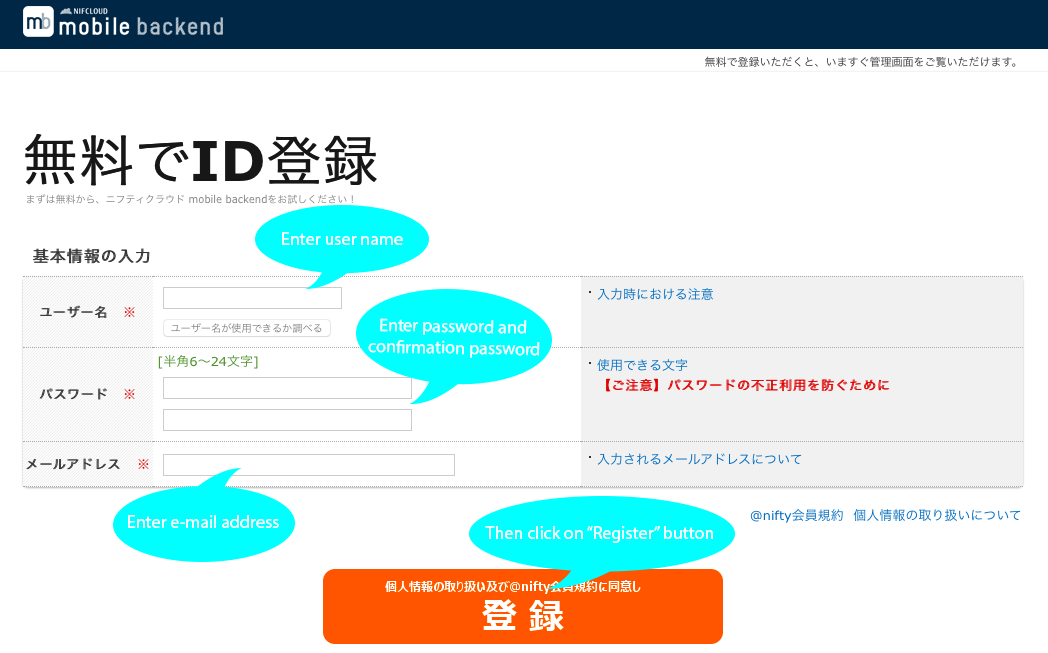 mb NIFCLOUD
mobile backend
無料で登録いただくと、いますぐ管理画面をご覧いただけます。
無料でID登録
まずは無料から、ニフティクラウド mobile backendをお試しください！
Enter user name
基本情報の入力
ユーザー名 ※
・入力時における注意
ユーザー名が使用できるか調べる
Enter password and
confirmation password
[半角6～24文字]
パスワード ※
・使用できる文字
【ご注意】パスワードの不正利用を防ぐために
メールアドレス ※
・入力されるメールアドレスについて
Enter e-mail address
@nifty会員規約 個人情報の取り扱いについて
Then click on “Register” button
個人情報の取り扱い及び@nifty会員規約に同意し
登録